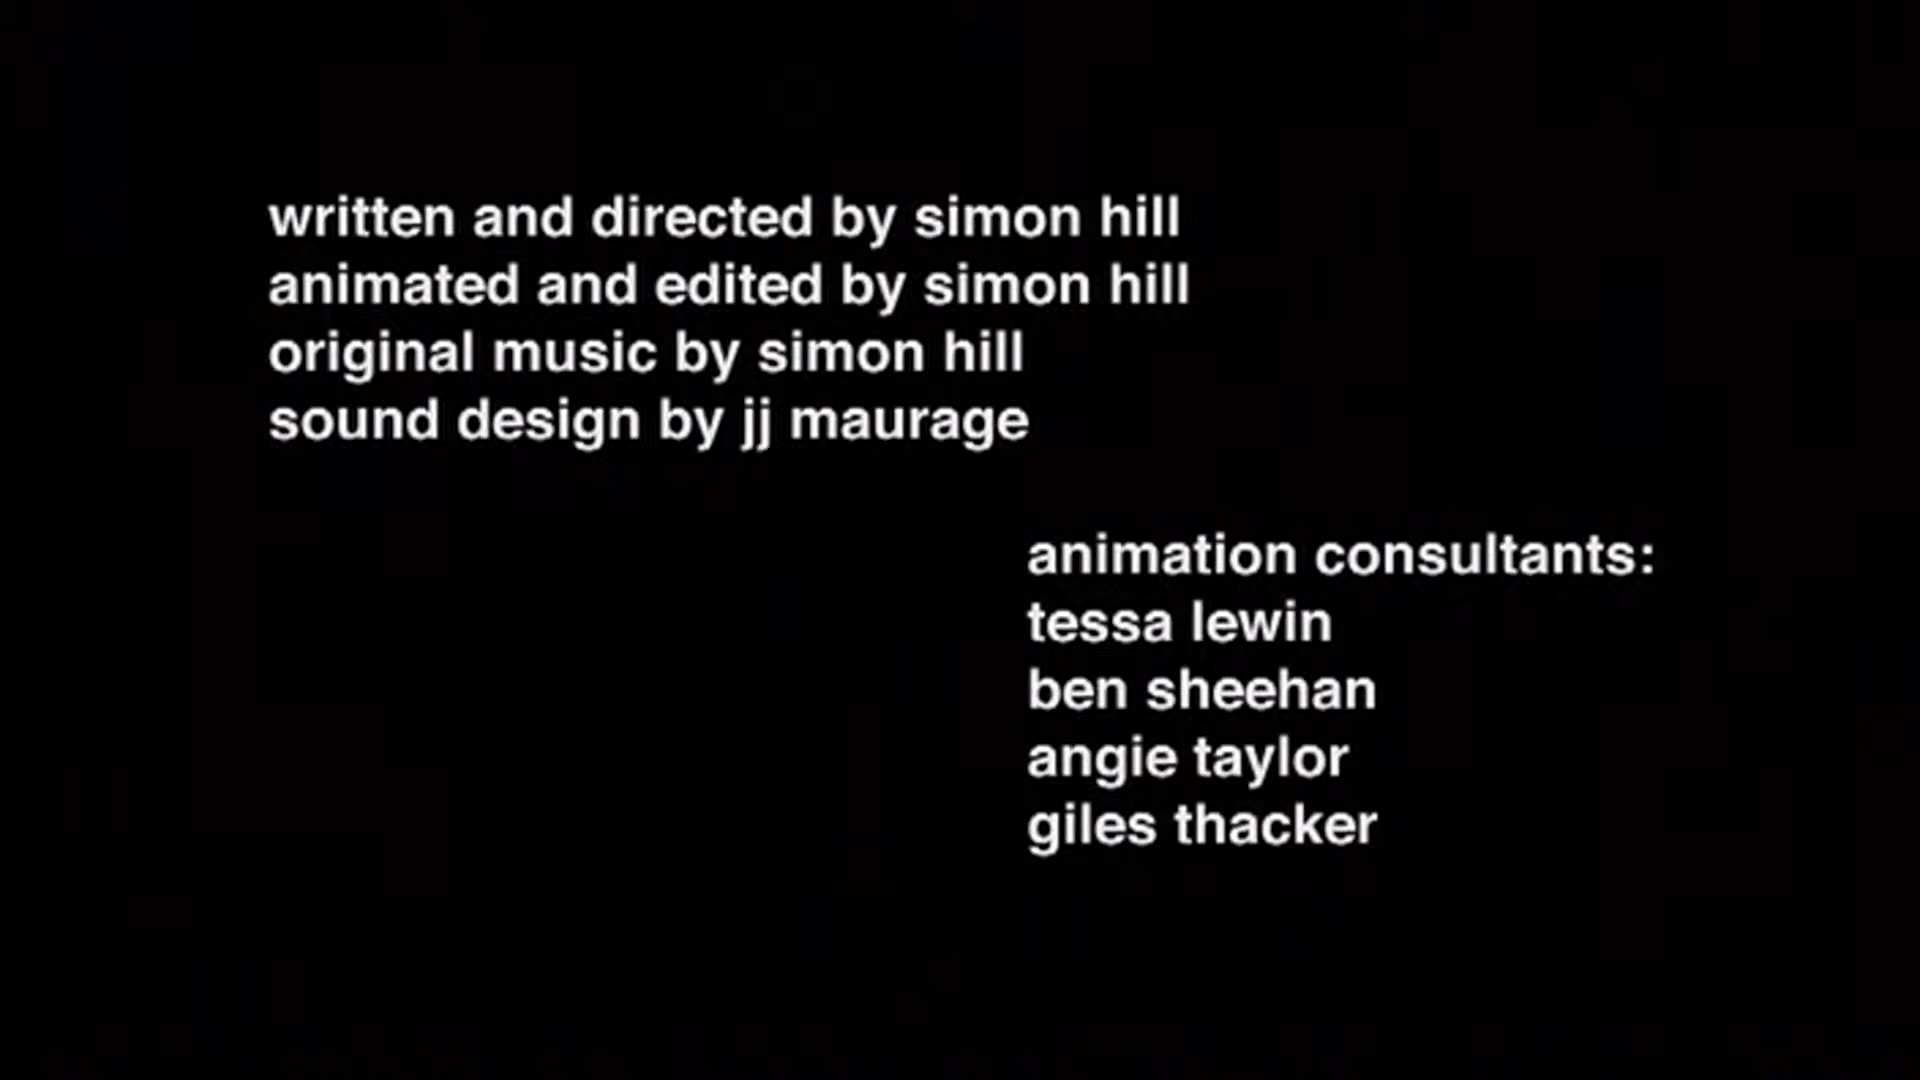 written and directed by simon hill
animated and edited by simon hill
original music by simon hill
sound design by jj maurage
animation consultants:
tessa lewin
ben sheehan
angie taylor
giles thacker